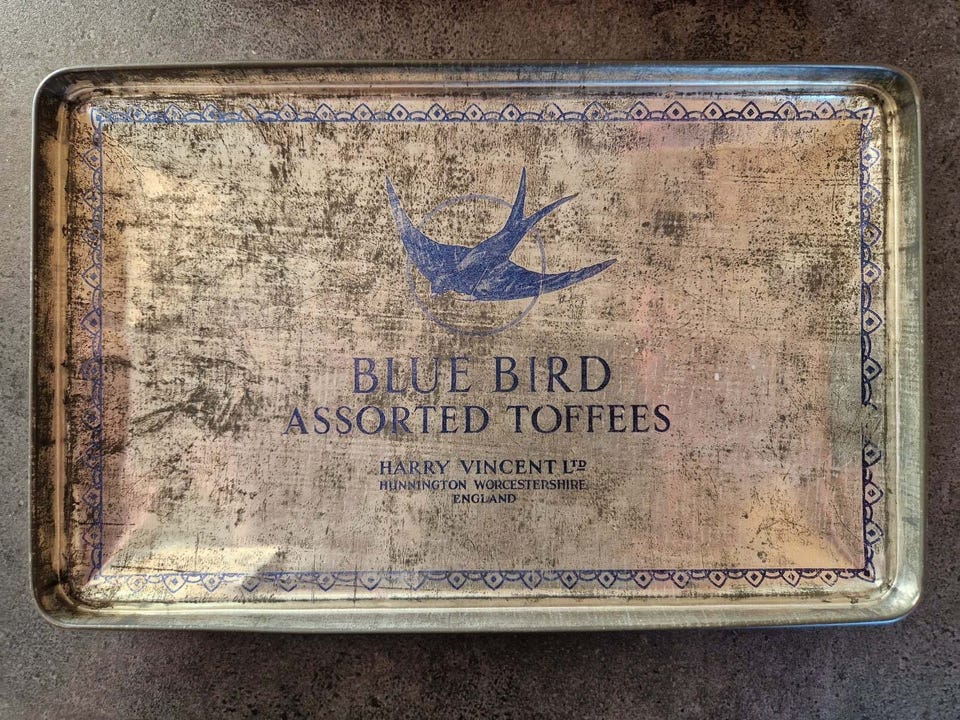 BLUE BIRD
ASSORTED TOFFEES
HARRY VINCENT LTD
HUNNINGTON WORCESTERSHIRE
ENGLAND